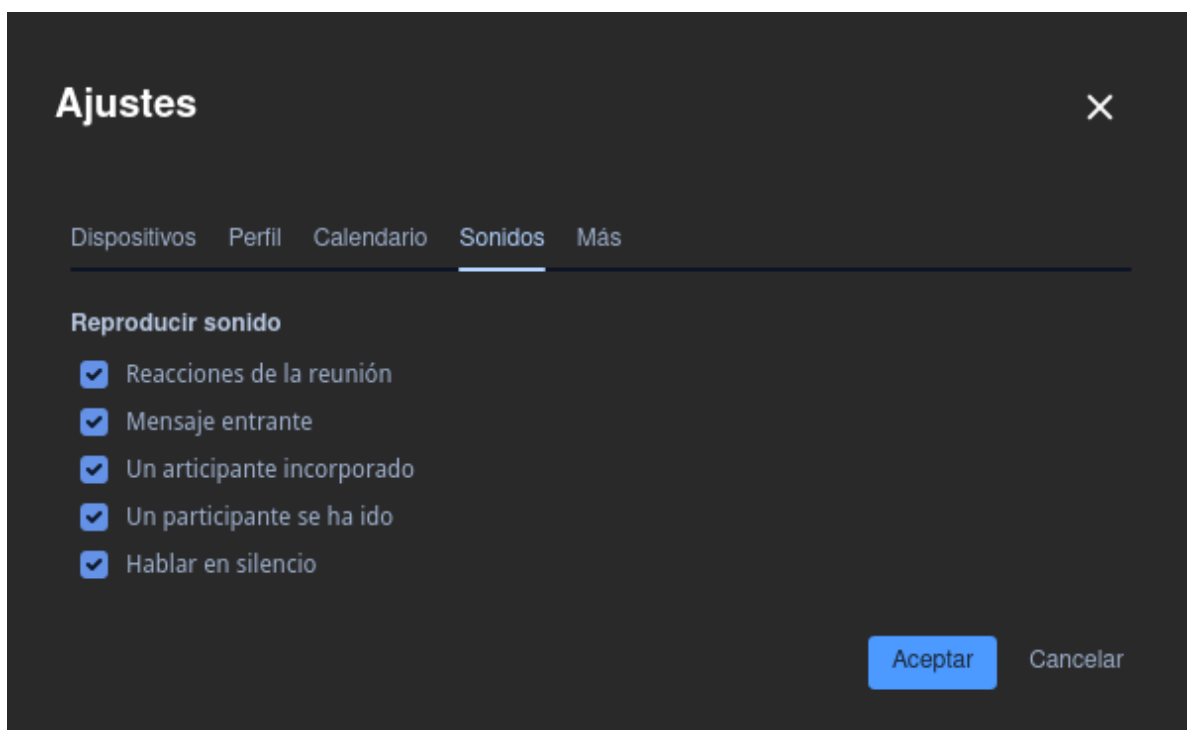 Ajustes
Dispositivos Perfil Calendario Sonidos Más
Reproducir sonido
Reacciones de la reunión
Mensaje entrante
Un articipante incorporado
Un participante se ha ido
Hablar en silencio
Aceptar Cancelar